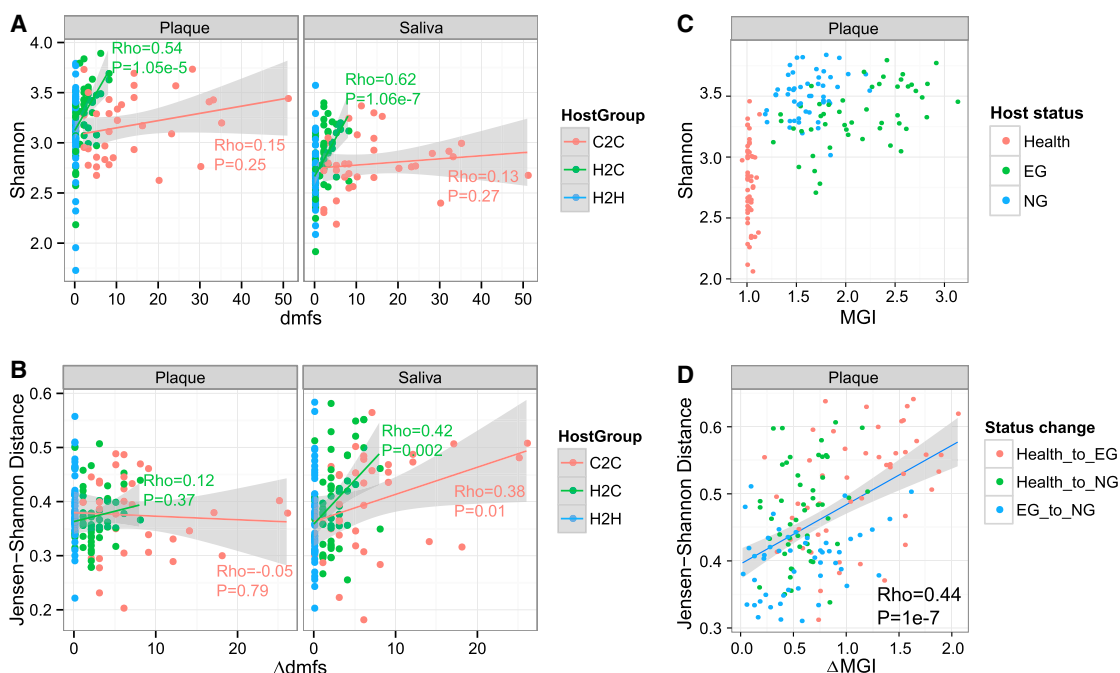 A
Plaque
Saliva
4.0
3.5
3.0
2.5
2.0
Shannon
Rho=0.54
P=1.05e-5
Rho=0.15
P=0.25
Rho=0.62
P=1.06e-7
Rho=0.13
P=0.27
0 10 20 30 40 50
0 10 20 30 40 50
dmfs
HostGroup
C2C
H2C
H2H
C
Plaque
3.5
3.0
2.5
2.0
Shannon
1.0 1.5 2.0 2.5 3.0
MGI
Host status
Health
EG
NG
B
Plaque
Saliva
0.6
0.5
0.4
0.3
0.2
Jensen−Shannon Distance
Rho=0.12
P=0.37
Rho=-0.05
P=0.79
Rho=0.42
P=0.002
Rho=0.38
P=0.01
0 10 20
0 10 20
Δdmfs
HostGroup
C2C
H2C
H2H
D
Plaque
0.6
0.5
0.4
0.3
Jensen−Shannon Distance
Rho=0.44
P=1e-7
0.0 0.5 1.0 1.5 2.0
ΔMGI
Status change
Health_to_EG
Health_to_NG
EG_to_NG